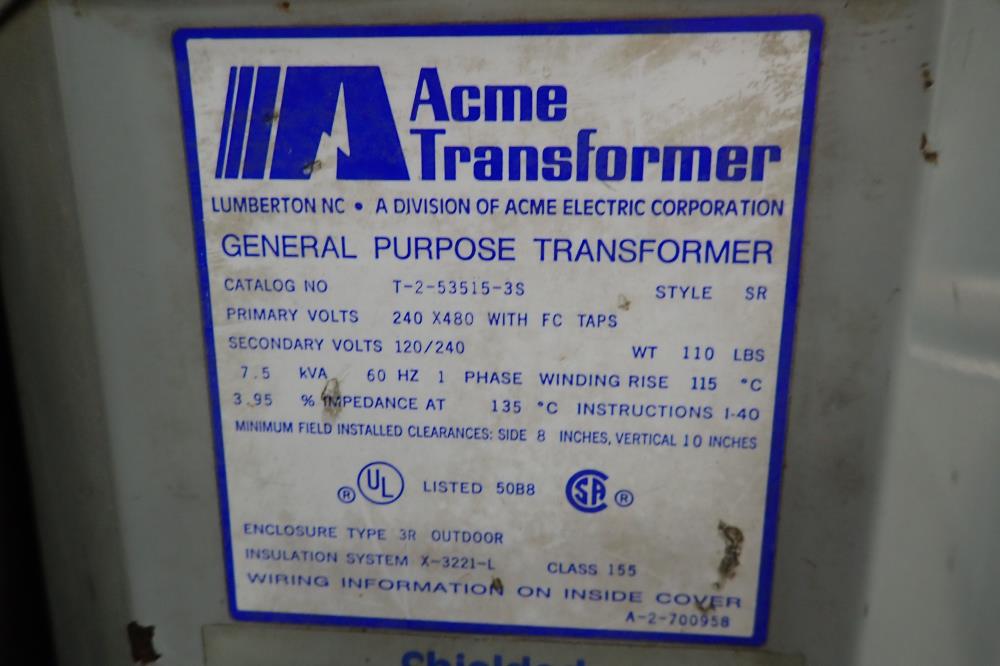 Acme
Transformer
LUMBERTON NC • A DIVISION OF ACME ELECTRIC CORPORATION
GENERAL PURPOSE TRANSFORMER
CATALOG NO T-2-53515-3S STYLE SR
PRIMARY VOLTS 240 X480 WITH FC TAPS
SECONDARY VOLTS 120/240 WT 110 LBS
7.5 kVA 60 HZ 1 PHASE WINDING RISE 115 °C
3.95 % IMPEDANCE AT 135 °C INSTRUCTIONS I-40
MINIMUM FIELD INSTALLED CLEARANCES: SIDE 8 INCHES, VERTICAL 10 INCHES
® UL LISTED 50B8 SA ®
ENCLOSURE TYPE 3R OUTDOOR
INSULATION SYSTEM X-3221-L CLASS 155
WIRING INFORMATION ON INSIDE COVER
A-2-700958
Shielded